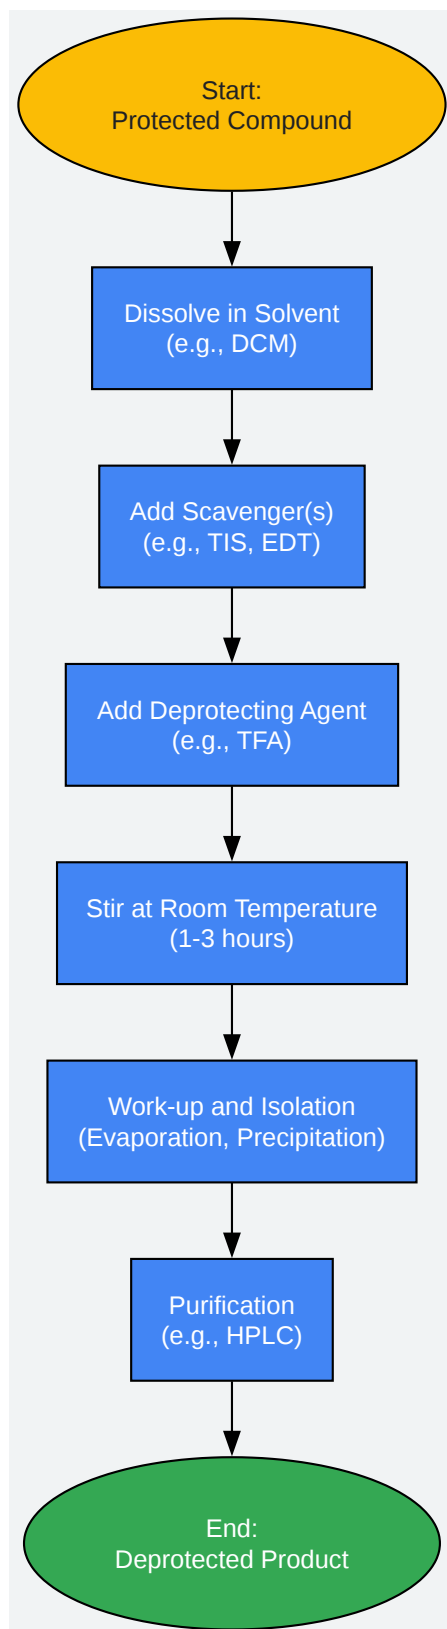 Start:
Protected Compound
Dissolve in Solvent
(e.g., DCM)
Add Scavenger(s)
(e.g., TIS, EDT)
Add Deprotecting Agent
(e.g., TFA)
Stir at Room Temperature
(1-3 hours)
Work-up and Isolation
(Evaporation, Precipitation)
Purification
(e.g., HPLC)
End:
Deprotected Product